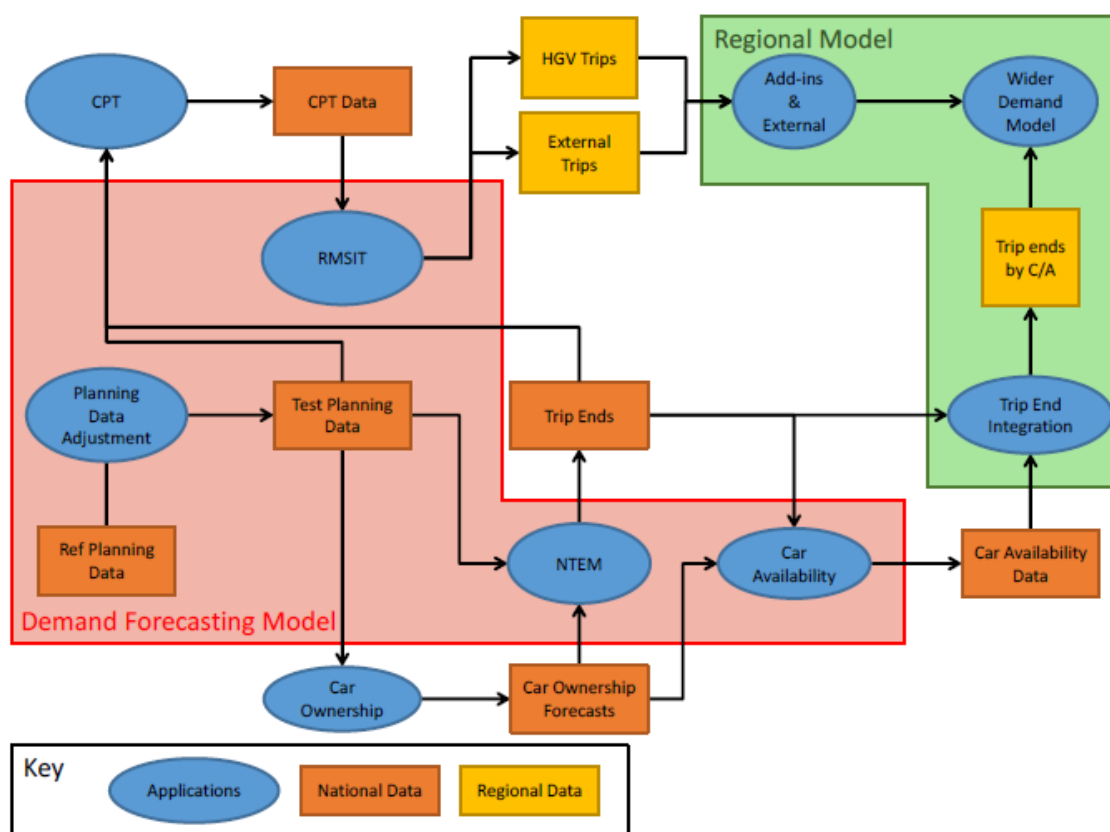 Regional Model
CPT
CPT Data
HGV Trips
External
Trips
Add-ins
&
External
Wider
Demand
Model
RMSIT
Trip ends
by C/A
Planning
Data
Adjustment
Test Planning
Data
Trip Ends
Trip End
Integration
Ref Planning
Data
NTEM
Car
Availability
Car Availability
Data
Demand Forecasting Model
Car
Ownership
Car Ownership
Forecasts
Key
Applications
National Data
Regional Data